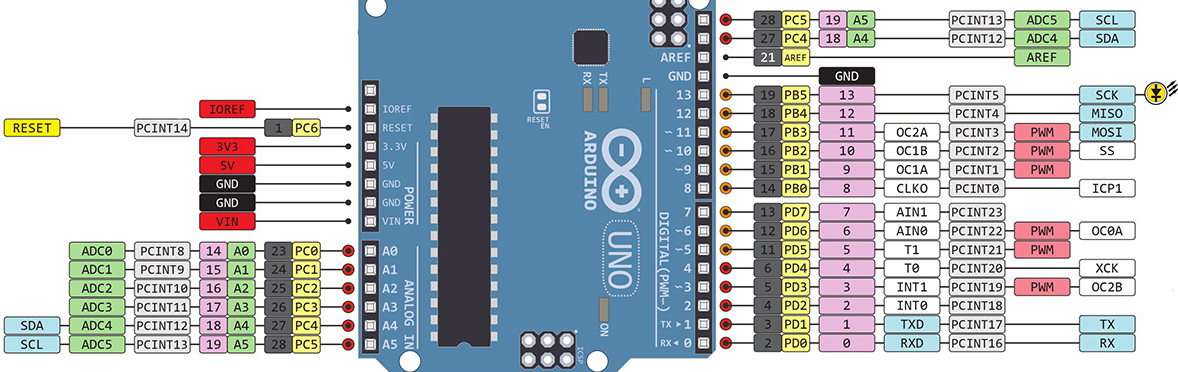 28 PC5 19 A5 PCINT13 ADC5 SCL
27 PC4 18 A4 PCINT12 ADC4 SDA
AREF 21 AREF AREF
GND GND
13 19 PB5 13 PCINT5 SCK
12 18 PB4 12 PCINT4 MISO
~11 17 PB3 11 OC2A PCINT3 PWM MOSI
~10 16 PB2 10 OC1B PCINT2 PWM SS
~9 15 PB1 9 OC1A PCINT1 PWM
8 14 PB0 8 CLKO PCINT0 ICP1
7 13 PD7 7 AIN1 PCINT23
~6 12 PD6 6 AIN0 PCINT22 PWM OC0A
~5 11 PD5 5 T1 PCINT21 PWM
4 6 PD4 4 T0 PCINT20 XCK
~3 5 PD3 3 INT1 PCINT19 PWM OC2B
2 4 PD2 2 INT0 PCINT18
TX ▸1 3 PD1 1 TXD PCINT17 TX
RX ◂0 2 PD0 0 RXD PCINT16 RX
IOREF IOREF
RESET PCINT14 1 PC6 RESET
3V3 3.3V
5V 5V
GND GND
GND GND
VIN VIN
ADC0 PCINT8 14 A0 23 PC0 A0
ADC1 PCINT9 15 A1 24 PC1 A1
ADC2 PCINT10 16 A2 25 PC2 A2
ADC3 PCINT11 17 A3 26 PC3 A3
SDA ADC4 PCINT12 18 A4 27 PC4 A4
SCL ADC5 PCINT13 19 A5 28 PC5 A5
POWER
ANALOG IN
RX
TX
L
RESET
EN
ARDUINO
UNO
DIGITAL (PWM~)
ON
ICSP